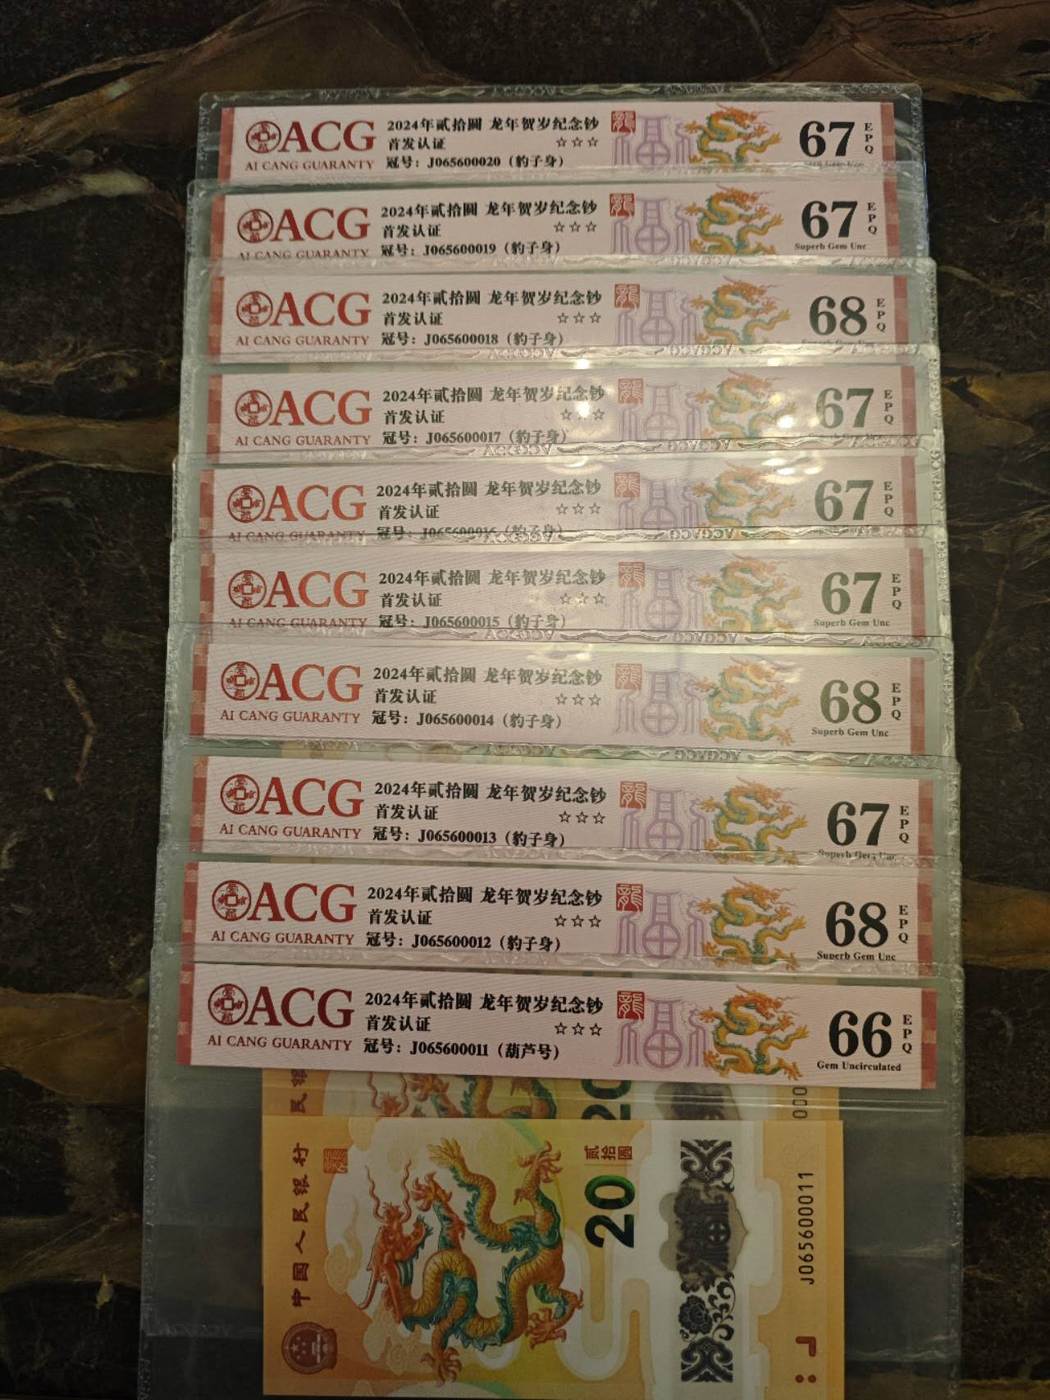 ACG
AI CANG GUARANTY
2024年贰拾圆 龙年贺岁纪念钞
首发认证 ☆☆☆
冠号：J065600020（豹子身）
67
EPQ
ACG
AI CANG GUARANTY
2024年贰拾圆 龙年贺岁纪念钞
首发认证 ☆☆☆
冠号：J065600019（豹子身）
67
EPQ
Superb Gem Unc
ACG
AI CANG GUARANTY
2024年贰拾圆 龙年贺岁纪念钞
首发认证 ☆☆☆
冠号：J065600018（豹子身）
68
EPQ
ACG
AI CANG GUARANTY
2024年贰拾圆 龙年贺岁纪念钞
首发认证 ☆☆☆
冠号：J065600017（豹子身）
67
EPQ
ACG
AI CANG GUARANTY
2024年贰拾圆 龙年贺岁纪念钞
首发认证 ☆☆☆
冠号：J065600016（豹子身）
67
EPQ
ACG
AI CANG GUARANTY
2024年贰拾圆 龙年贺岁纪念钞
首发认证 ☆☆☆
冠号：J065600015（豹子身）
67
EPQ
Superb Gem Unc
ACG
AI CANG GUARANTY
2024年贰拾圆 龙年贺岁纪念钞
首发认证 ☆☆☆
冠号：J065600014（豹子身）
68
EPQ
Superb Gem Unc
ACG
AI CANG GUARANTY
2024年贰拾圆 龙年贺岁纪念钞
首发认证 ☆☆☆
冠号：J065600013（豹子身）
67
EPQ
Superb Gem Unc
ACG
AI CANG GUARANTY
2024年贰拾圆 龙年贺岁纪念钞
首发认证 ☆☆☆
冠号：J065600012（豹子身）
68
EPQ
Superb Gem Unc
ACG
AI CANG GUARANTY
2024年贰拾圆 龙年贺岁纪念钞
首发认证 ☆☆☆
冠号：J065600011（葫芦号）
66
EPQ
Gem Uncirculated
20
中國人民银行
贰拾圓
20
J065600011